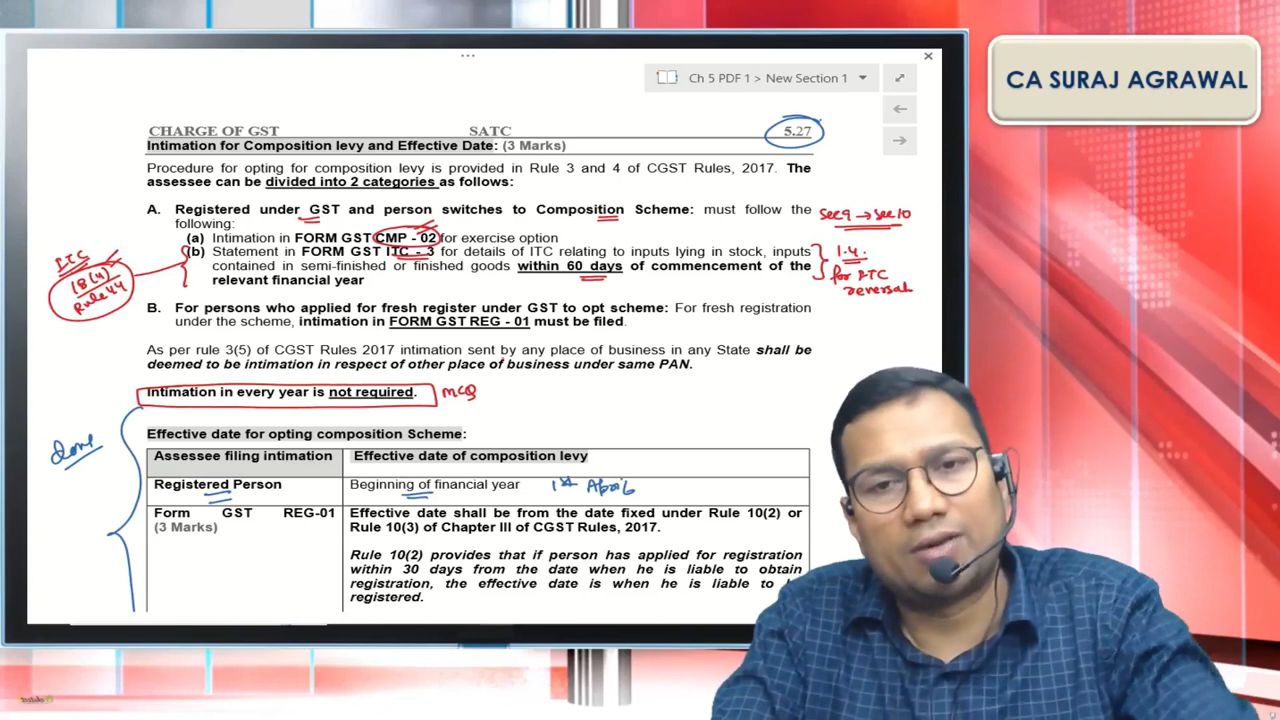 CA SURAJ AGRAWAL
Ch 5 PDF 1 > New Section 1
CHARGE OF GST SATC 5.27
Intimation for Composition levy and Effective Date: (3 Marks)
Procedure for opting for composition levy is provided in Rule 3 and 4 of CGST Rules, 2017. The
assessee can be divided into 2 categories as follows:
A. Registered under GST and person switches to Composition Scheme: must follow the
following:
Sec 9 → Sec 10
(a) Intimation in FORM GST CMP - 02 for exercise option
(b) Statement in FORM GST ITC - 3 for details of ITC relating to inputs lying in stock, inputs
contained in semi-finished or finished goods within 60 days of commencement of the
relevant financial year
ITC
18(4)
Rule 44
1.4.
for ITC
reversal
B. For persons who applied for fresh register under GST to opt scheme: For fresh registration
under the scheme, intimation in FORM GST REG - 01 must be filed.
As per rule 3(5) of CGST Rules 2017 intimation sent by any place of business in any State shall be
deemed to be intimation in respect of other place of business under same PAN.
Intimation in every year is not required. MCQ
done
Effective date for opting composition Scheme:
Assessee filing intimation Effective date of composition levy
Registered Person Beginning of financial year 1st April
Form GST REG-01
(3 Marks)
Effective date shall be from the date fixed under Rule 10(2) or
Rule 10(3) of Chapter III of CGST Rules, 2017.
Rule 10(2) provides that if person has applied for registration
within 30 days from the date when he is liable to obtain
registration, the effective date is when he is liable to
registered.